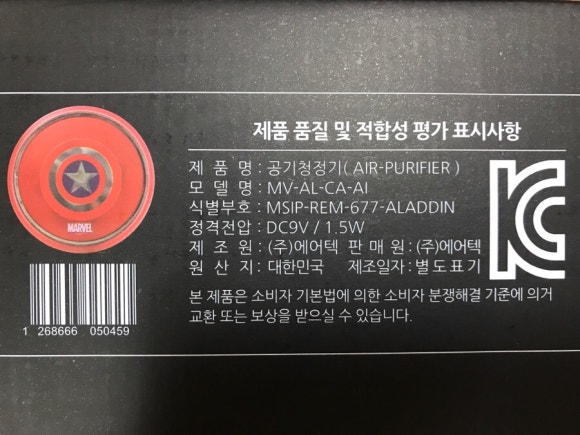 제품 품질 및 적합성 평가 표시사항
제 품 명 : 공기청정기( AIR-PURIFIER )
모 델 명 : MV-AL-CA-AI
식별부호 : MSIP-REM-677-ALADDIN
정격전압 : DC9V / 1.5W
제 조 원 : (주)에어텍 판 매 원 : (주)에어텍
원 산 지 : 대한민국 제조일자 : 별도표기
본 제품은 소비자 기본법에 의한 소비자 분쟁해결 기준에 의거
교환 또는 보상을 받으실 수 있습니다.
MARVEL
1 268666 050459
KC